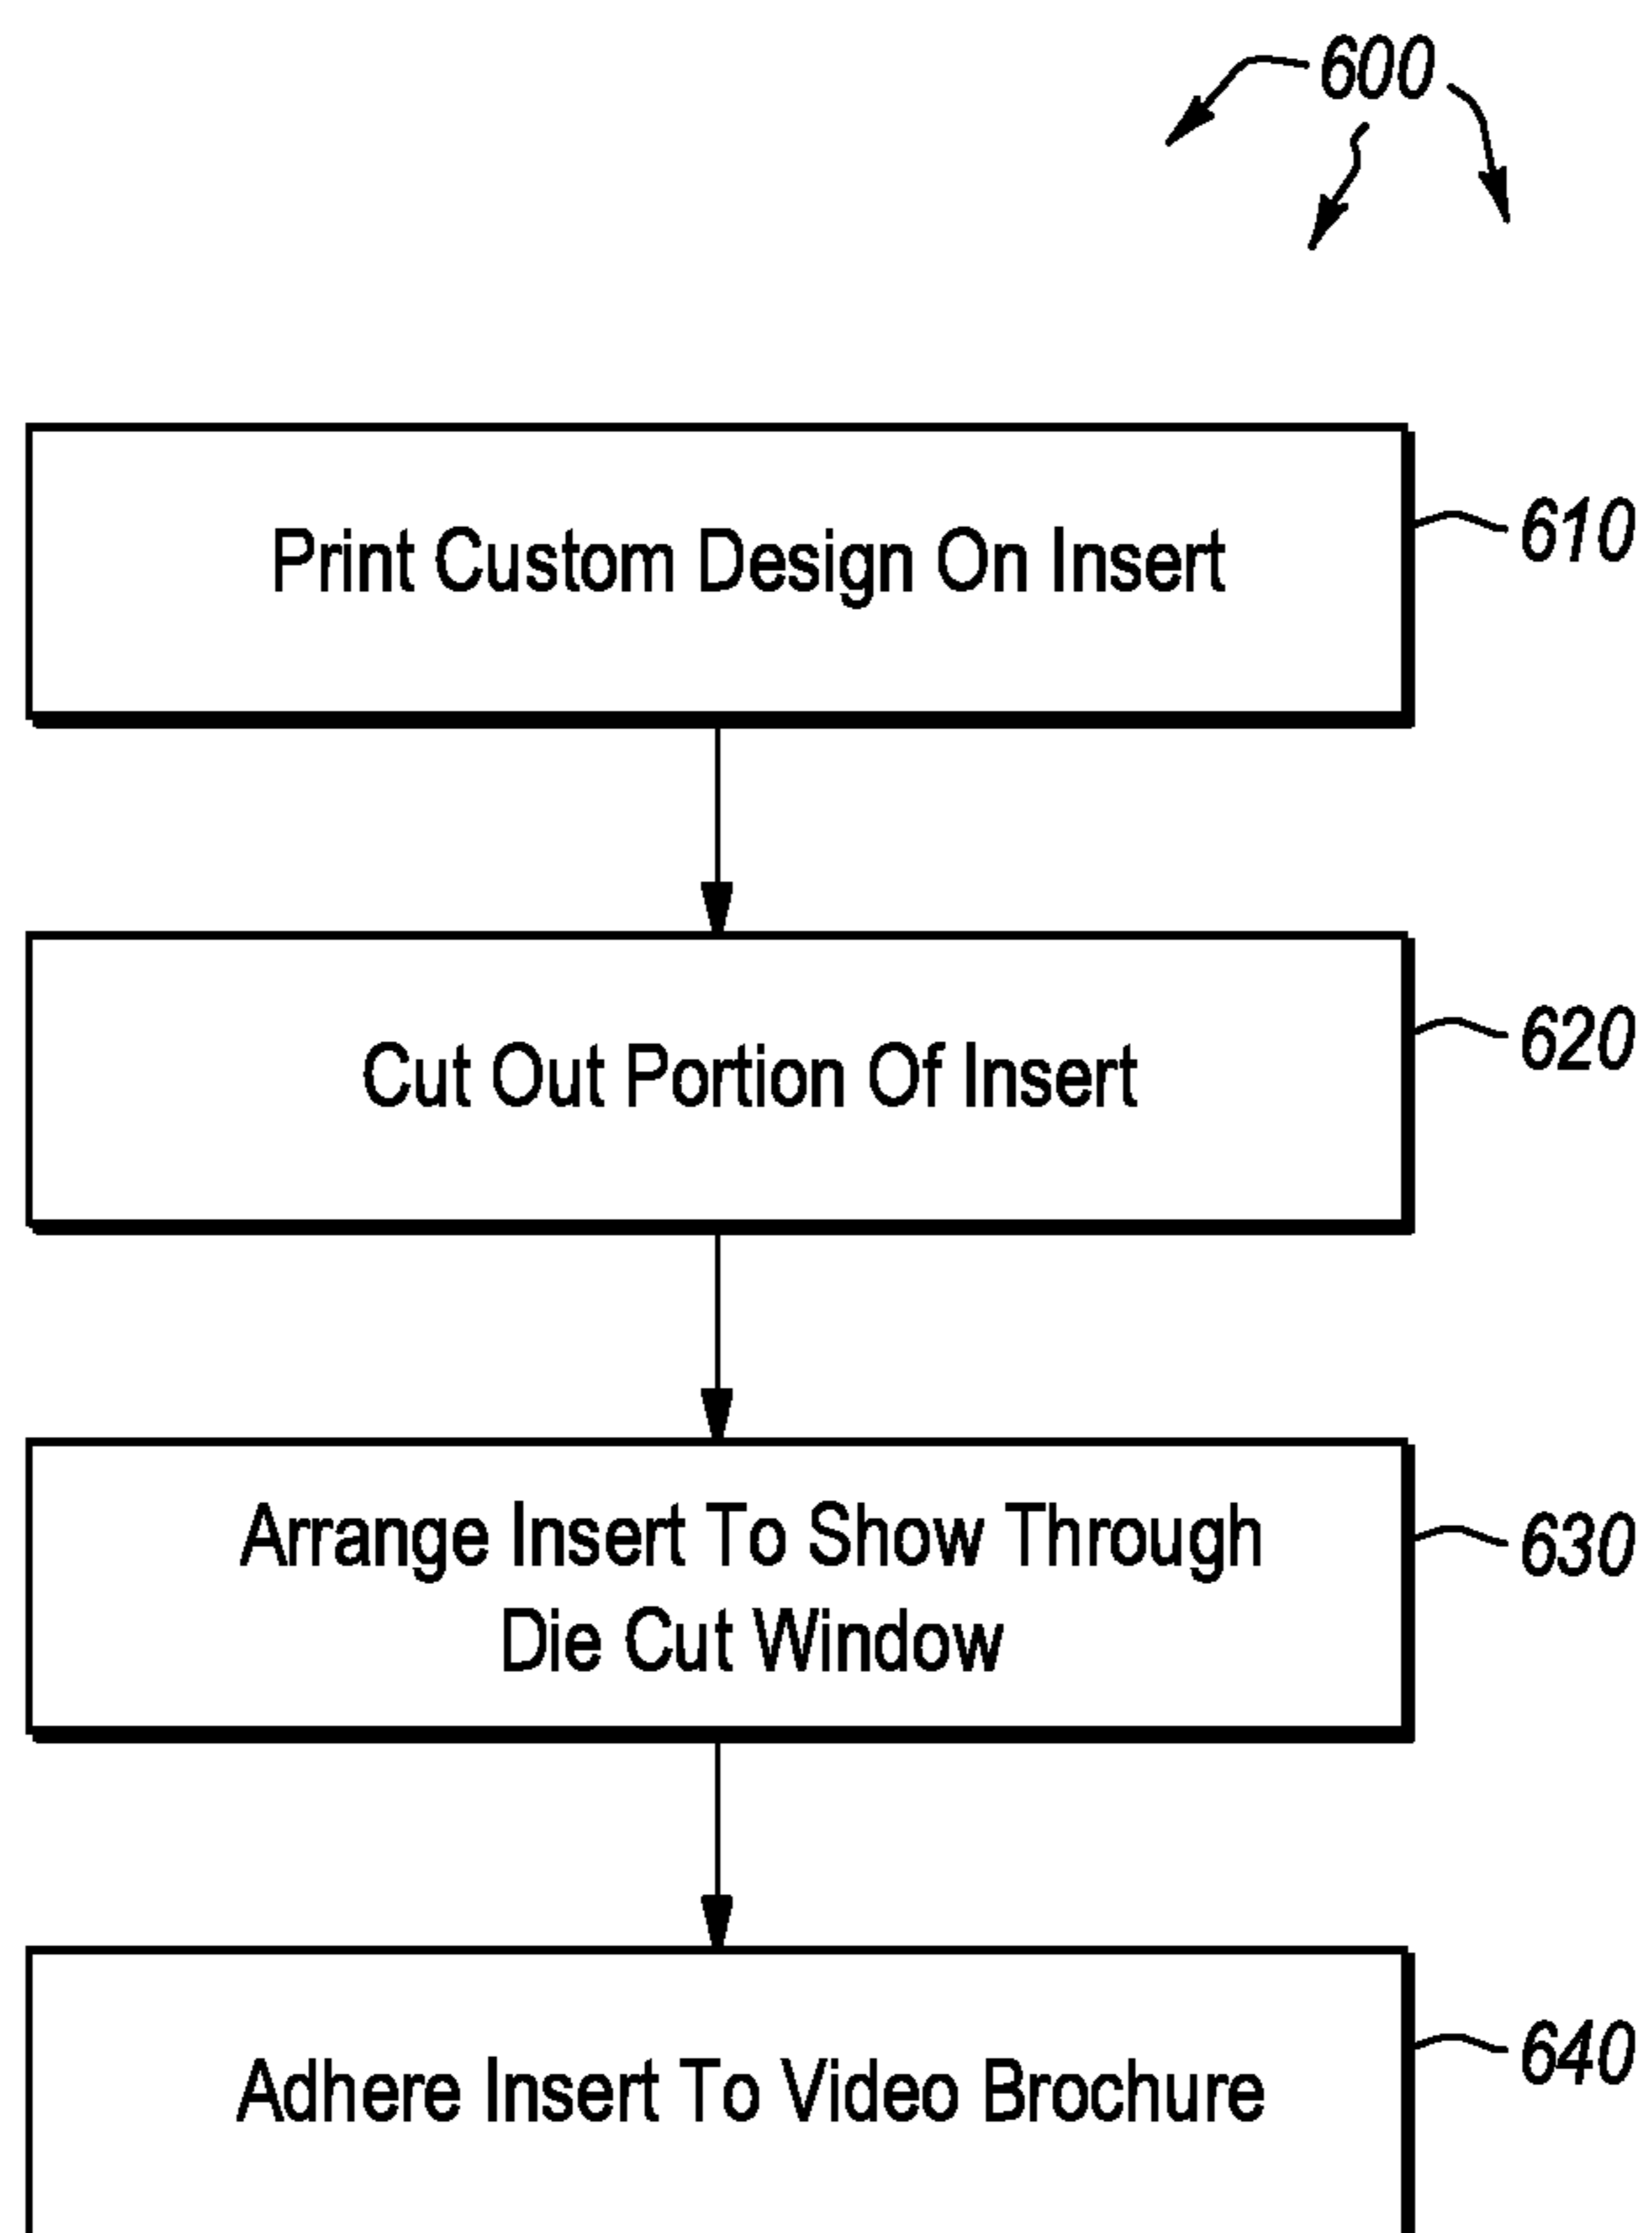 600
Print Custom Design On Insert
610
Cut Out Portion Of Insert
620
Arrange Insert To Show Through
Die Cut Window
630
Adhere Insert To Video Brochure
640